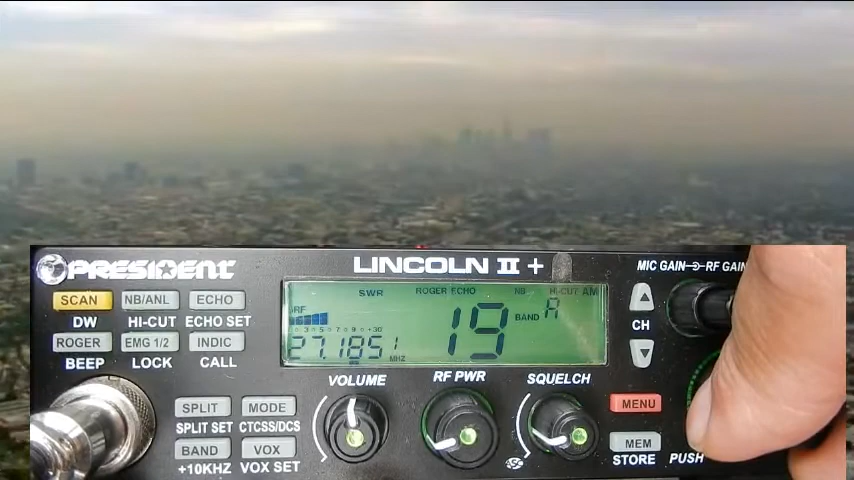 PRESIDENT
LINCOLN II +
MIC GAIN RF GAIN
SCAN NB/ANL ECHO
DW HI-CUT ECHO SET
ROGER EMG 1/2 INDIC
BEEP LOCK CALL
SWR ROGER ECHO NB HI-CUT AM
RF
19 BAND A
27.185 MHZ
CH
VOLUME RF PWR SQUELCH
SPLIT MODE
SPLIT SET CTCSS/DCS
BAND VOX
+10KHZ VOX SET
MENU
MEM
STORE PUSH